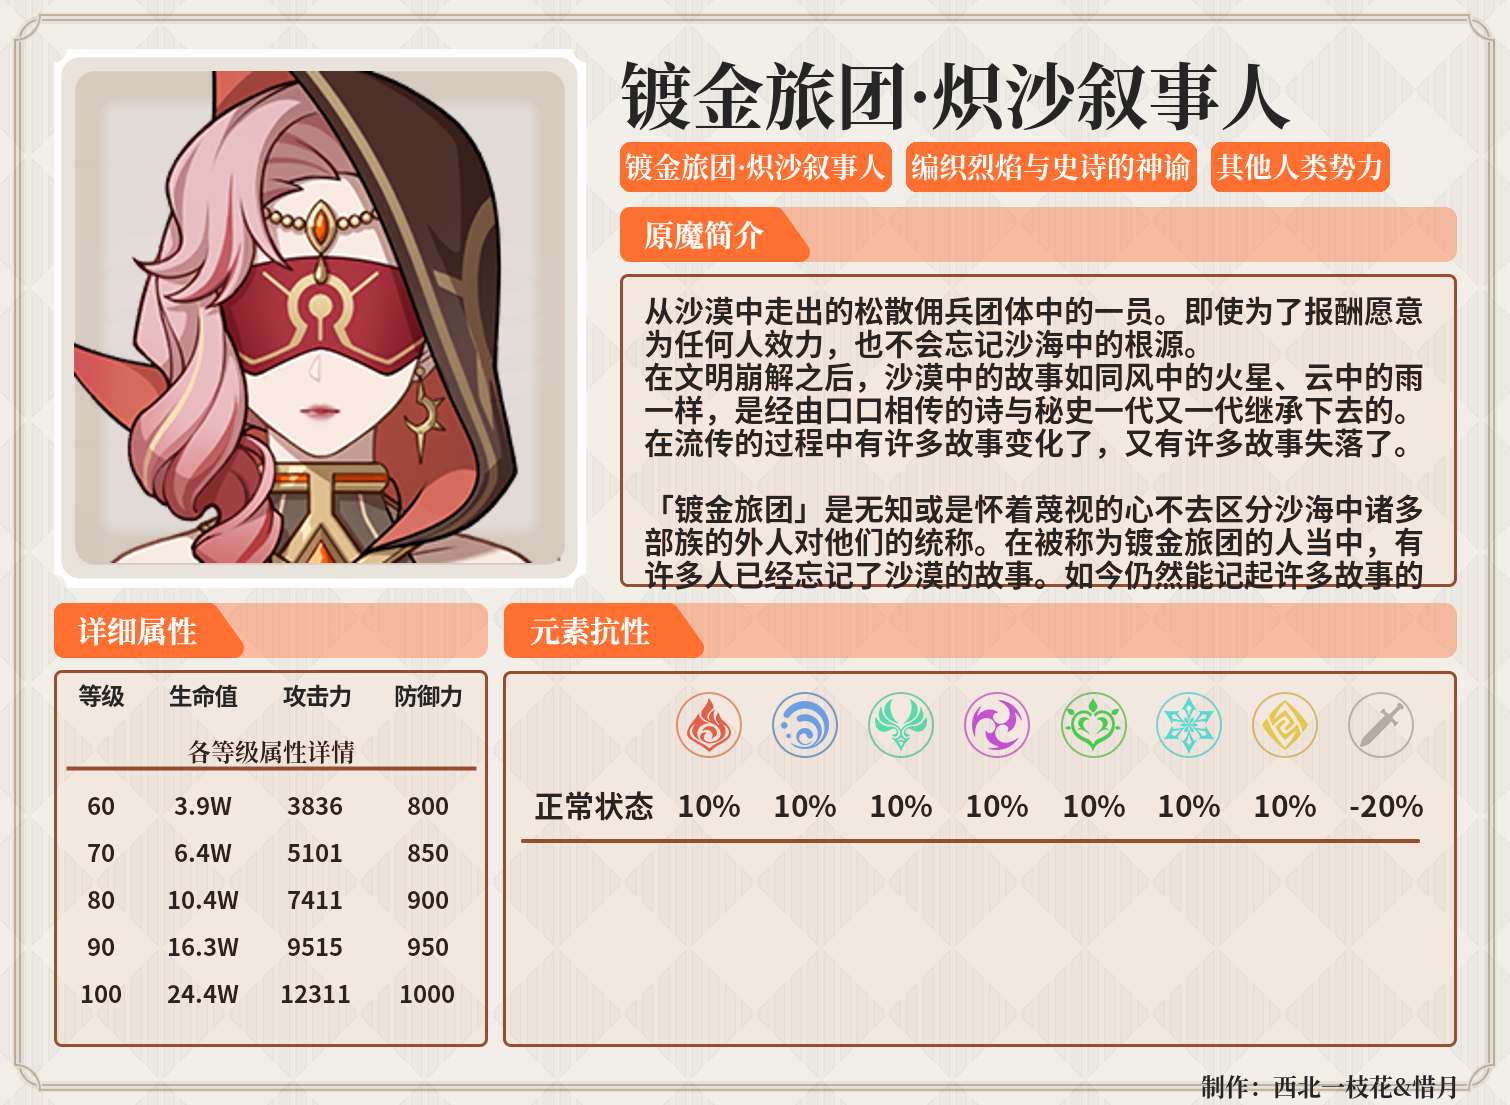 镀金旅团·炽沙叙事人
镀金旅团·炽沙叙事人 编织烈焰与史诗的神谕 其他人类势力
原魔简介
从沙漠中走出的松散佣兵团体中的一员。即使为了报酬愿意
为任何人效力，也不会忘记沙海中的根源。
在文明崩解之后，沙漠中的故事如同风中的火星、云中的雨
一样，是经由口口相传的诗与秘史一代又一代继承下去的。
在流传的过程中有许多故事变化了，又有许多故事失落了。
「镀金旅团」是无知或是怀着蔑视的心不去区分沙海中诸多
部族的外人对他们的统称。在被称为镀金旅团的人当中，有
许多人已经忘记了沙漠的故事。如今仍然能记起许多故事的
详细属性
等级 生命值 攻击力 防御力
各等级属性详情
60 3.9W 3836 800
70 6.4W 5101 850
80 10.4W 7411 900
90 16.3W 9515 950
100 24.4W 12311 1000
元素抗性
正常状态 10% 10% 10% 10% 10% 10% 10% -20%
制作：西北一枝花&惜月